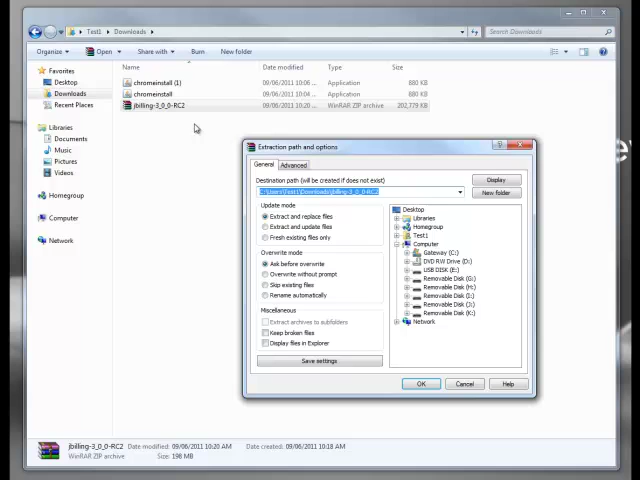 Test1 Downloads
Search Downloads
Organize Open Share with Burn New folder
Name Date modified Type Size
Favorites
Desktop
Downloads
Recent Places
Libraries
Documents
Music
Pictures
Videos
Homegroup
Computer
Network
chromeinstall (1) 09/06/2011 10:06 ... Application 880 KB
chromeinstall 09/06/2011 10:06 ... Application 880 KB
jbilling-3_0_0-RC2 09/06/2011 10:20 ... WinRAR ZIP archive 202,779 KB
Extraction path and options
General Advanced
Destination path (will be created if does not exist)
C:\Users\Test1\Downloads\jbilling-3_0_0-RC2
Display
New folder
Update mode
Extract and replace files
Extract and update files
Fresh existing files only
Overwrite mode
Ask before overwrite
Overwrite without prompt
Skip existing files
Rename automatically
Miscellaneous
Extract archives to subfolders
Keep broken files
Display files in Explorer
Save settings
Desktop
Libraries
Homegroup
Test1
Computer
Gateway (C:)
DVD RW Drive (D:)
USB DISK (E:)
Removable Disk (G:)
Removable Disk (H:)
Removable Disk (I:)
Removable Disk (J:)
Removable Disk (K:)
Network
OK Cancel Help
jbilling-3_0_0-RC2 Date modified: 09/06/2011 10:20 AM Date created: 09/06/2011 10:18 AM
WinRAR ZIP archive Size: 198 MB